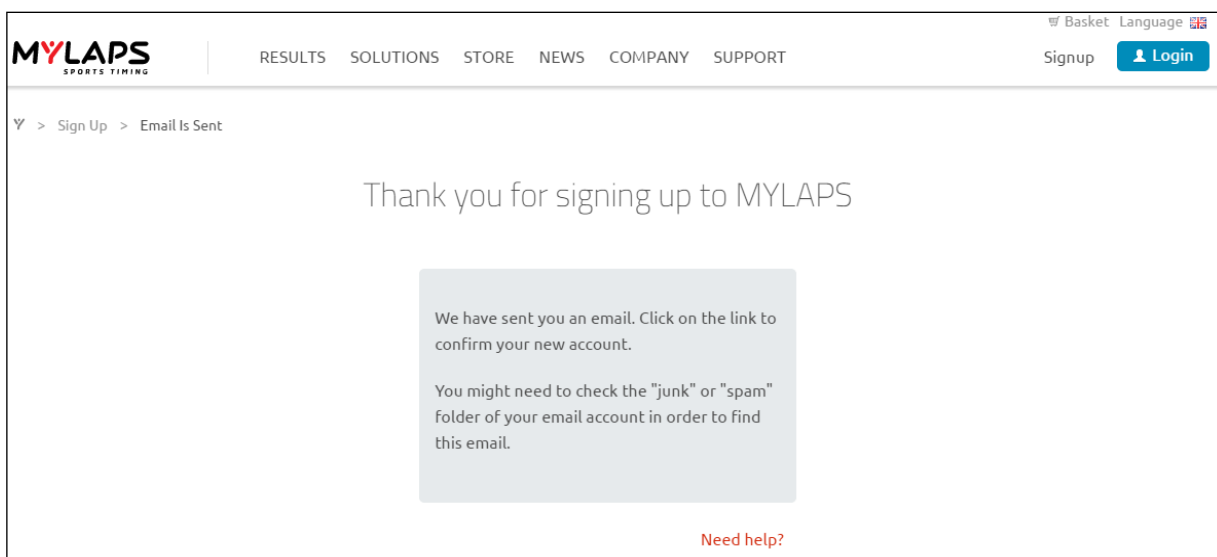 Basket Language
MYLAPS
SPORTS TIMING
RESULTS SOLUTIONS STORE NEWS COMPANY SUPPORT
Signup Login
> Sign Up > Email Is Sent
Thank you for signing up to MYLAPS
We have sent you an email. Click on the link to
confirm your new account.
You might need to check the "junk" or "spam"
folder of your email account in order to find
this email.
Need help?